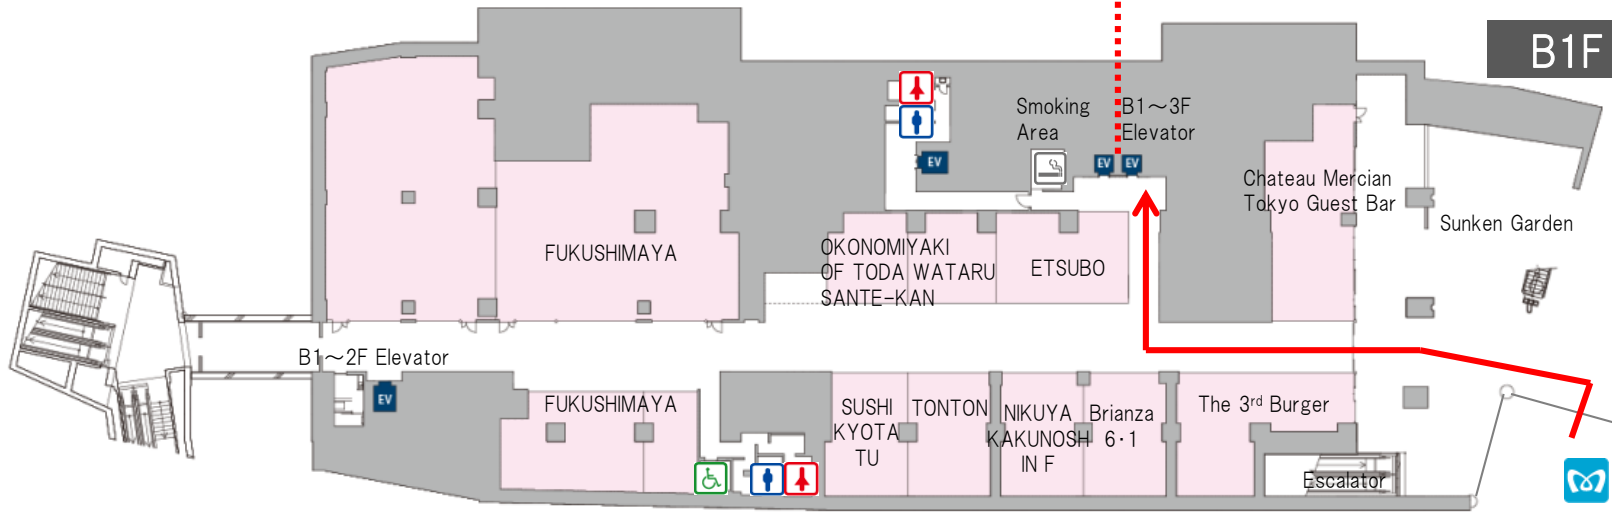 B1F
Smoking
Area
B1～3F
Elevator
EV
EV
EV
Chateau Mercian
Tokyo Guest Bar
Sunken Garden
FUKUSHIMAYA
OKONOMIYAKI
OF TODA WATARU
SANTE-KAN
ETSUBO
B1～2F Elevator
EV
FUKUSHIMAYA
SUSHI
KYOTA
TU
TONTON
NIKUYA
KAKUNOSH
IN F
Brianza
6・1
The 3rd Burger
Escalator